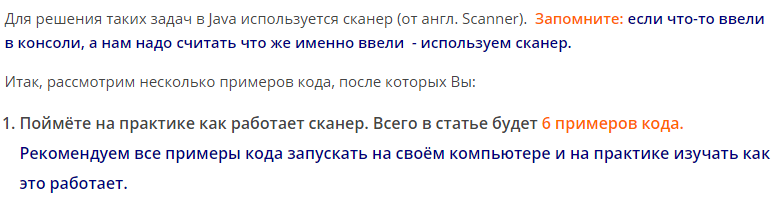 Для решения таких задач в Java используется сканер (от англ. Scanner). Запомните: если что-то ввели
в консоли, а нам надо считать что же именно ввели - используем сканер.
Итак, рассмотрим несколько примеров кода, после которых Вы:
1. Поймёте на практике как работает сканер. Всего в статье будет 6 примеров кода.
Рекомендуем все примеры кода запускать на своём компьютере и на практике изучать как
это работает.